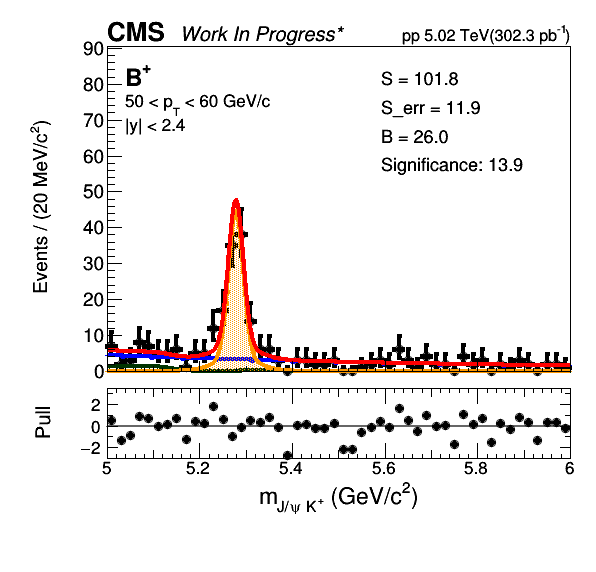 CMS Work In Progress* pp 5.02 TeV(302.3 pb⁻¹)
B⁺
50 < p_T < 60 GeV/c
|y| < 2.4
S = 101.8
S_err = 11.9
B = 26.0
Significance: 13.9
Events / (20 MeV/c²)
90
80
70
60
50
40
30
20
10
0
Pull
2
0
−2
5 5.2 5.4 5.6 5.8 6
m_{J/ψ K⁺} (GeV/c²)